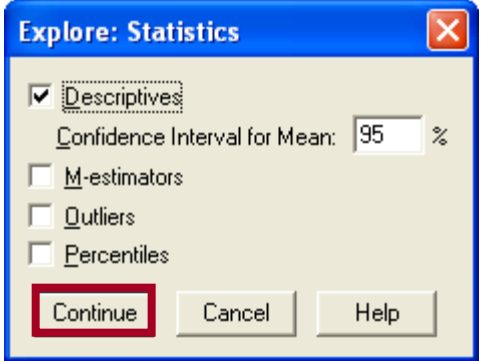 Explore: Statistics
Descriptives
Confidence Interval for Mean: 95 %
M-estimators
Outliers
Percentiles
Continue Cancel Help